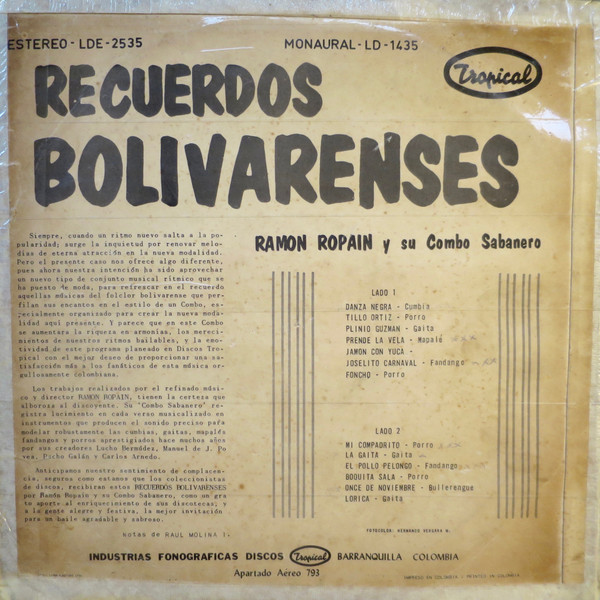 ESTEREO-LDE-2535 MONAURAL-LD-1435
Tropical
RECUERDOS
BOLIVARENSES
RAMON ROPAIN y su Combo Sabanero
Siempre, cuando un ritmo nuevo salta a la po-
pularidad; surge la inquietud por renovar melo-
días de eterna atracción en la nueva modalidad.
Pero el presente caso nos ofrece algo diferente,
pues ahora nuestra intención ha sido aprovechar
un nuevo tipo de conjunto musical rítmico que se
ha puesto de moda, para refrescar en el recuerdo
aquellas músicas del folclor bolivarense que per-
filan sus encantos en el estilo de un Combo, es-
pecialmente organizado para crear la nueva moda-
lidad aquí presente. Y parece que en este Combo
se aumentara la riqueza en armonías, los mereci-
mientos de nuestros ritmos bailables, y la emo-
tividad de este programa planeado en Discos Tro-
pical con el mejor deseo de proporcionar una sa-
tisfacción más a los fanáticos de esta música or-
gullosamente colombiana.
Los trabajos realizados por el refinado músi-
co y director RAMON ROPAIN, tienen la certeza que
alboroza al disoyente. Su "Combo Sabanero" re-
gistra lucimiento en cada verso musicalizado en
instrumentos que producen el sonido preciso para
modelar robustamente las cumbias, gaitas, mapalés
fandangos y porros aprestigiados hace muchos años
por sus creadores Lucho Bermúdez, Manuel de J. Po
vea, Pacho Galán y Carlos Arnedo.
Anticipamos nuestro sentimiento de complacen-
cia, seguros como estamos que los coleccionistas
de discos, recibirán estos RECUERDOS BOLIVARENSES
por Ramón Ropain y su Combo Sabanero, como un gra
to aporte al enriquecimiento de sus discotecas; y
a la gente alegre y festiva, la mejor invitación
para un baile agradable y sabroso.
notas de RAUL MOLINA
LADO 1
DANZA NEGRA - Cumbia
TILLO ORTIZ - Porro
PLINIO GUZMAN - Gaita
PRENDE LA VELA - Mapalé
JAMON CON YUCA -
JOSELITO CARNAVAL - Fandango
FONCHO - Porro
LADO 2
MI COMPADRITO - Porro
LA GAITA - Gaita
EL POLLO PELONGO - Fandango
BOQUITA SALA - Porro
ONCE DE NOVIEMBRE - Bullerengue
LORICA - Gaita
FOTOCOLOR: HERNANDO VERGARA
INDUSTRIAS FONOGRAFICAS DISCOS Tropical BARRANQUILLA COLOMBIA
Apartado Aéreo 793
IMPRESO EN COLOMBIA / PRINTED IN COLOMBIA